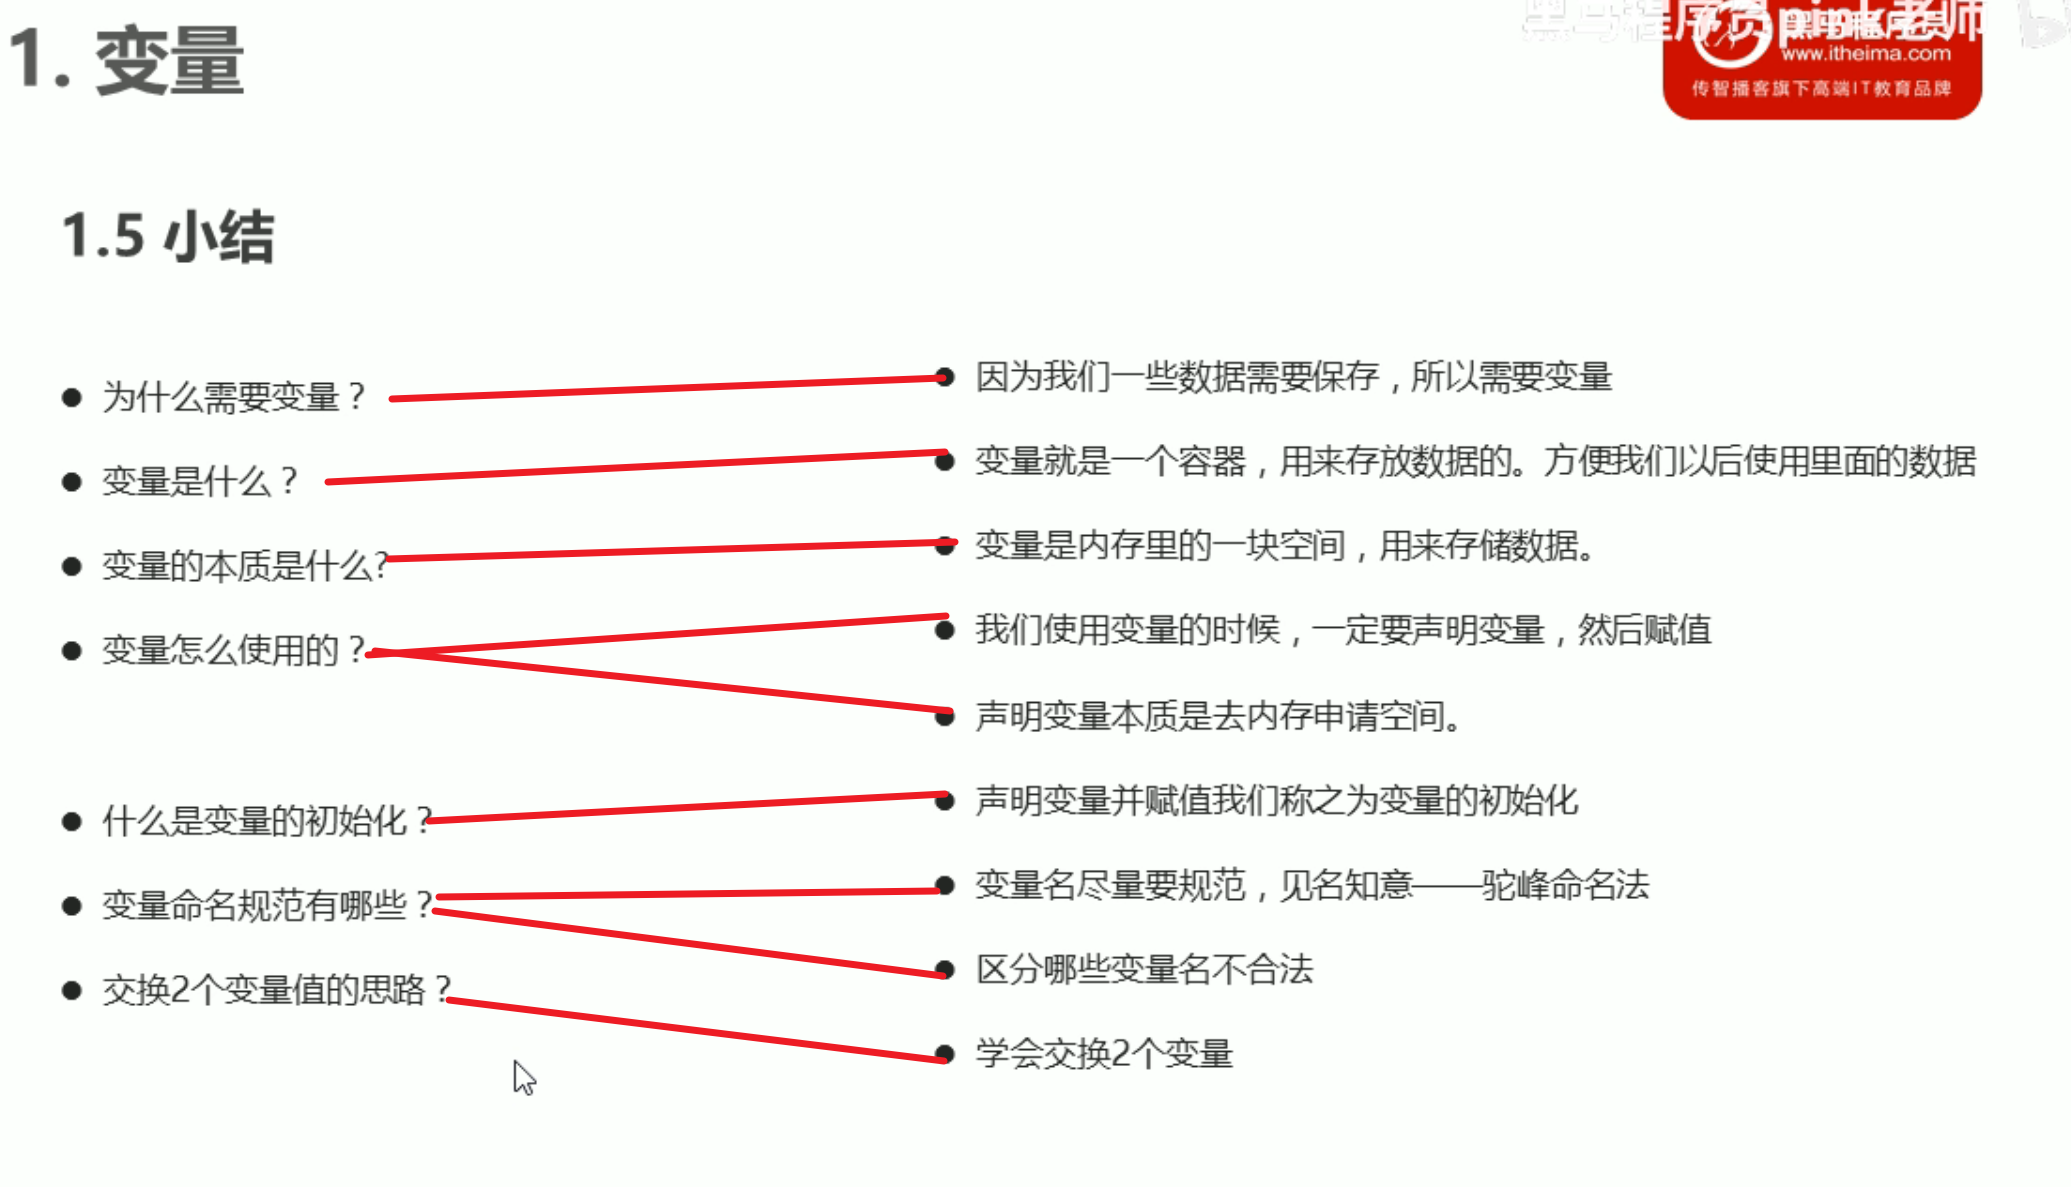 1. 变量
黑马程序员pink老师
www.itheima.com
传智播客旗下高端IT教育品牌
1.5 小结
为什么需要变量？
变量是什么？
变量的本质是什么?
变量怎么使用的？
什么是变量的初始化？
变量命名规范有哪些？
交换2个变量值的思路？
因为我们一些数据需要保存，所以需要变量
变量就是一个容器，用来存放数据的。方便我们以后使用里面的数据
变量是内存里的一块空间，用来存储数据。
我们使用变量的时候，一定要声明变量，然后赋值
声明变量本质是去内存申请空间。
声明变量并赋值我们称之为变量的初始化
变量名尽量要规范，见名知意——驼峰命名法
区分哪些变量名不合法
学会交换2个变量